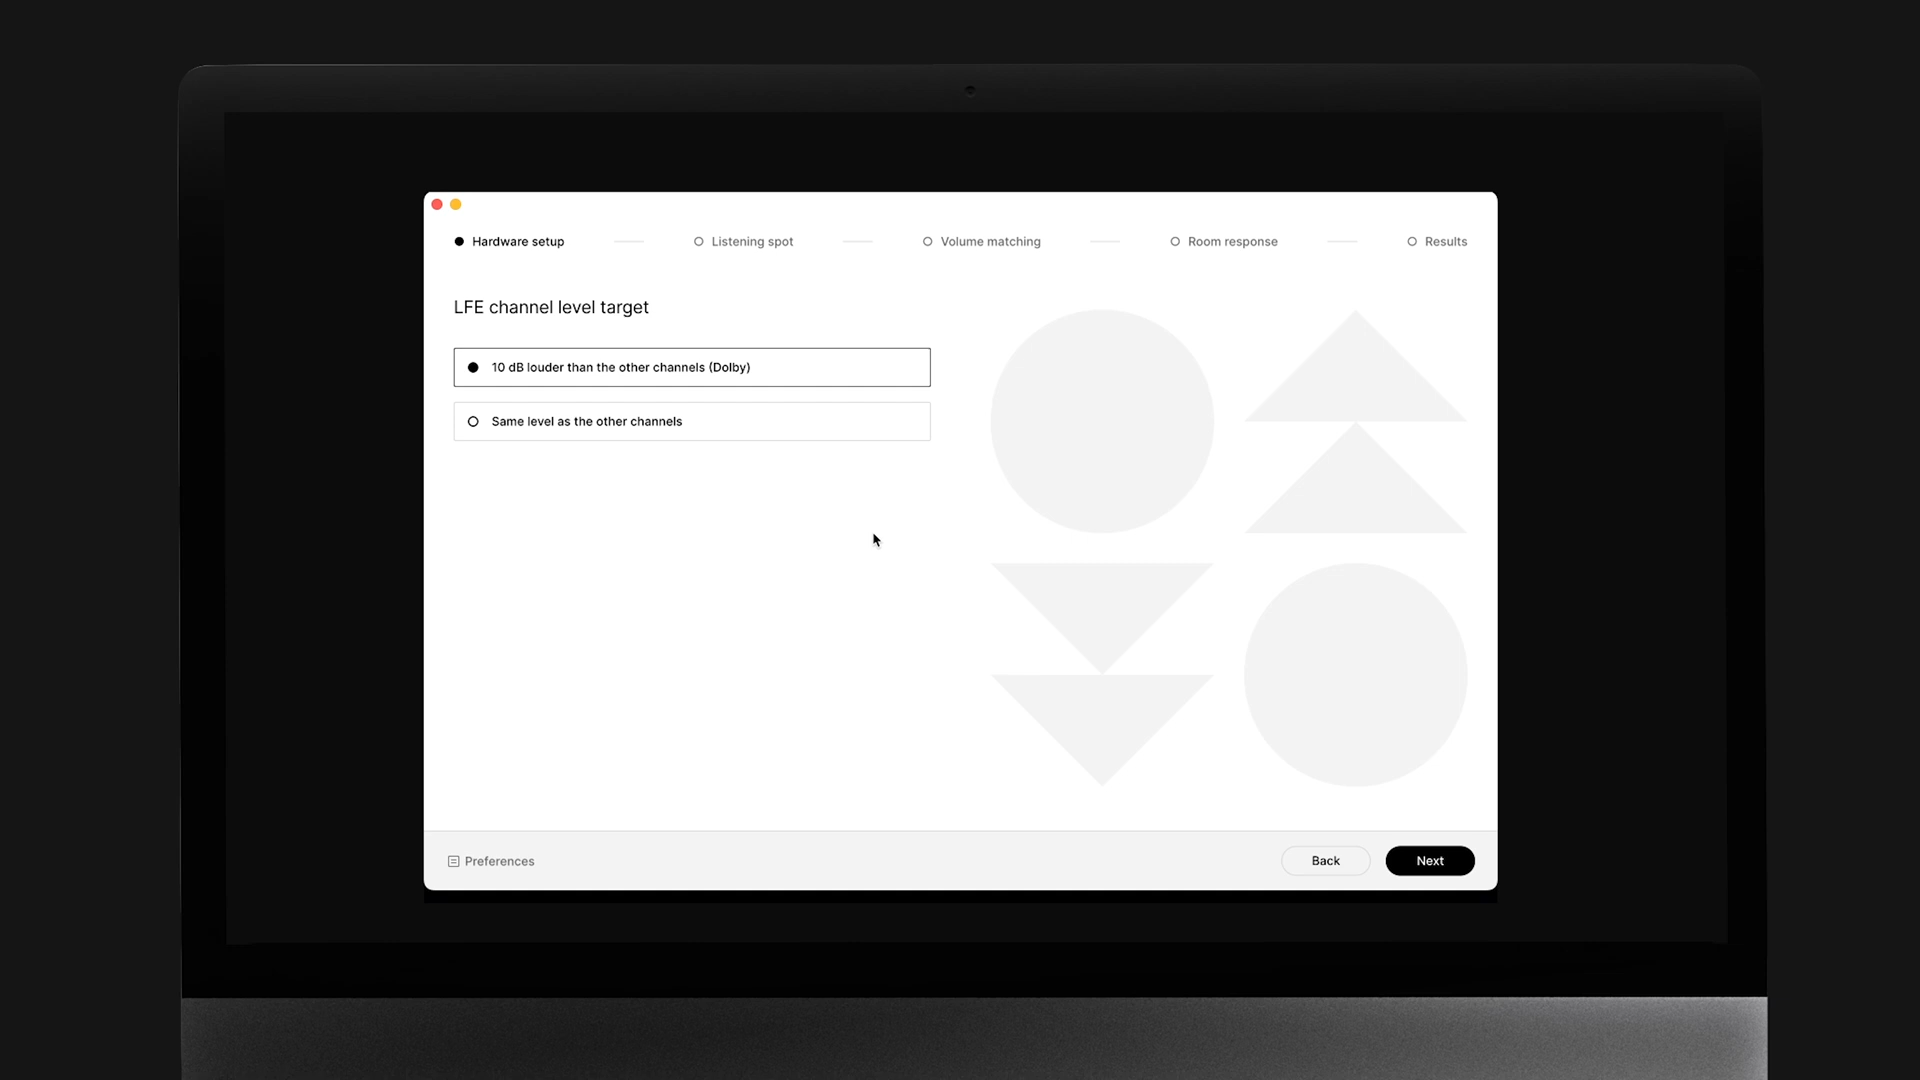 Hardware setup
Listening spot
Volume matching
Room response
Results
LFE channel level target
10 dB louder than the other channels (Dolby)
Same level as the other channels
Preferences
Back
Next